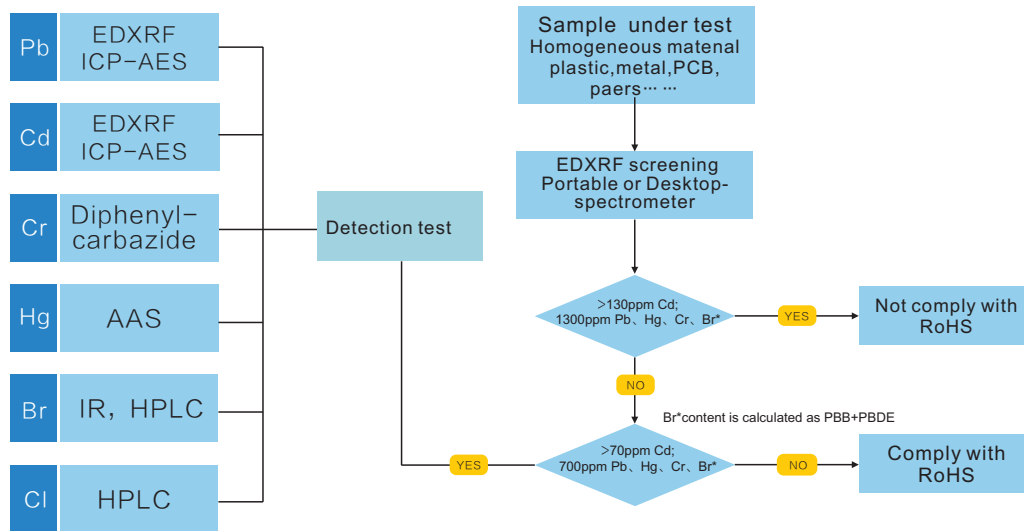 Pb
EDXRF
ICP-AES
Cd
EDXRF
ICP-AES
Cr
Diphenyl-
carbazide
Hg
AAS
Br
IR, HPLC
Cl
HPLC
Detection test
Sample under test
Homogeneous matenal
plastic,metal,PCB,
paers⋯ ⋯
EDXRF screening
Portable or Desktop-
spectrometer
>130ppm Cd;
1300ppm Pb、Hg、Cr、Br*
YES
Not comply with
RoHS
NO
Br*content is calculated as PBB+PBDE
>70ppm Cd;
700ppm Pb、Hg、Cr、Br*
YES
NO
Comply with
RoHS